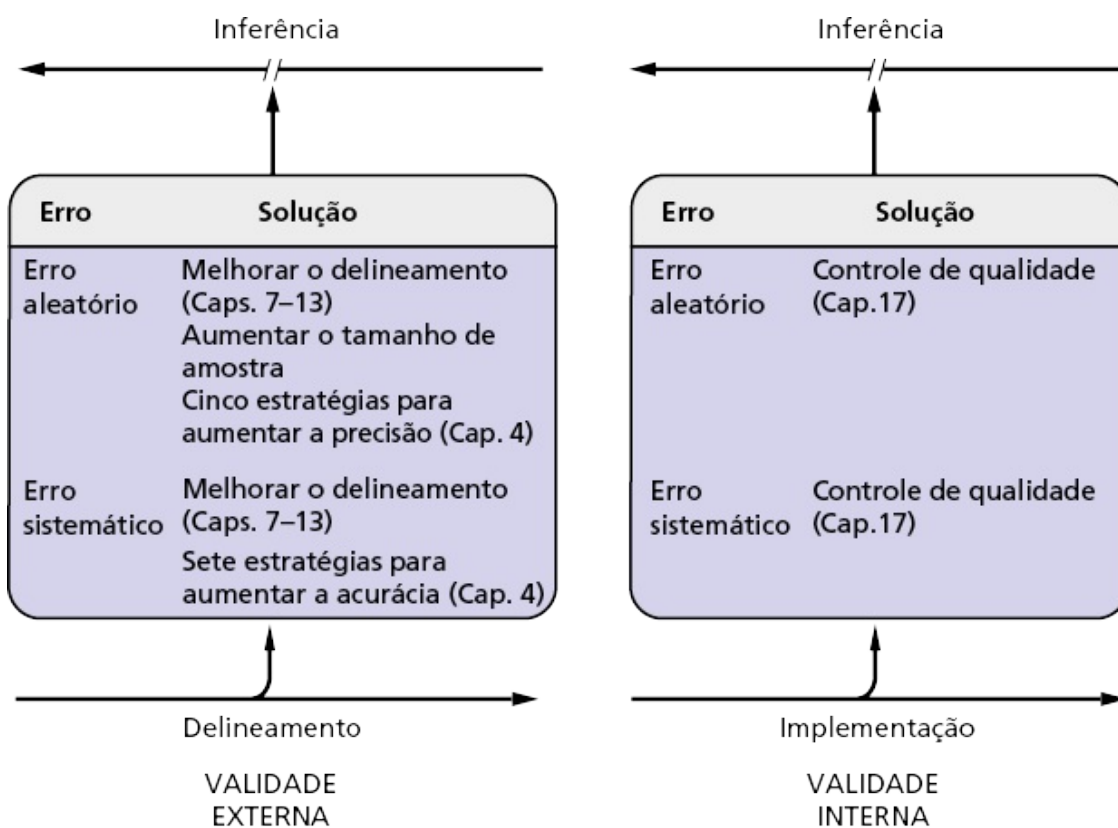 Inferência
Erro Solução
Erro aleatório Melhorar o delineamento
(Caps. 7–13)
Aumentar o tamanho de
amostra
Cinco estratégias para
aumentar a precisão (Cap. 4)
Erro sistemático Melhorar o delineamento
(Caps. 7–13)
Sete estratégias para
aumentar a acurácia (Cap. 4)
Delineamento
VALIDADE
EXTERNA
Inferência
Erro Solução
Erro aleatório Controle de qualidade
(Cap.17)
Erro sistemático Controle de qualidade
(Cap.17)
Implementação
VALIDADE
INTERNA